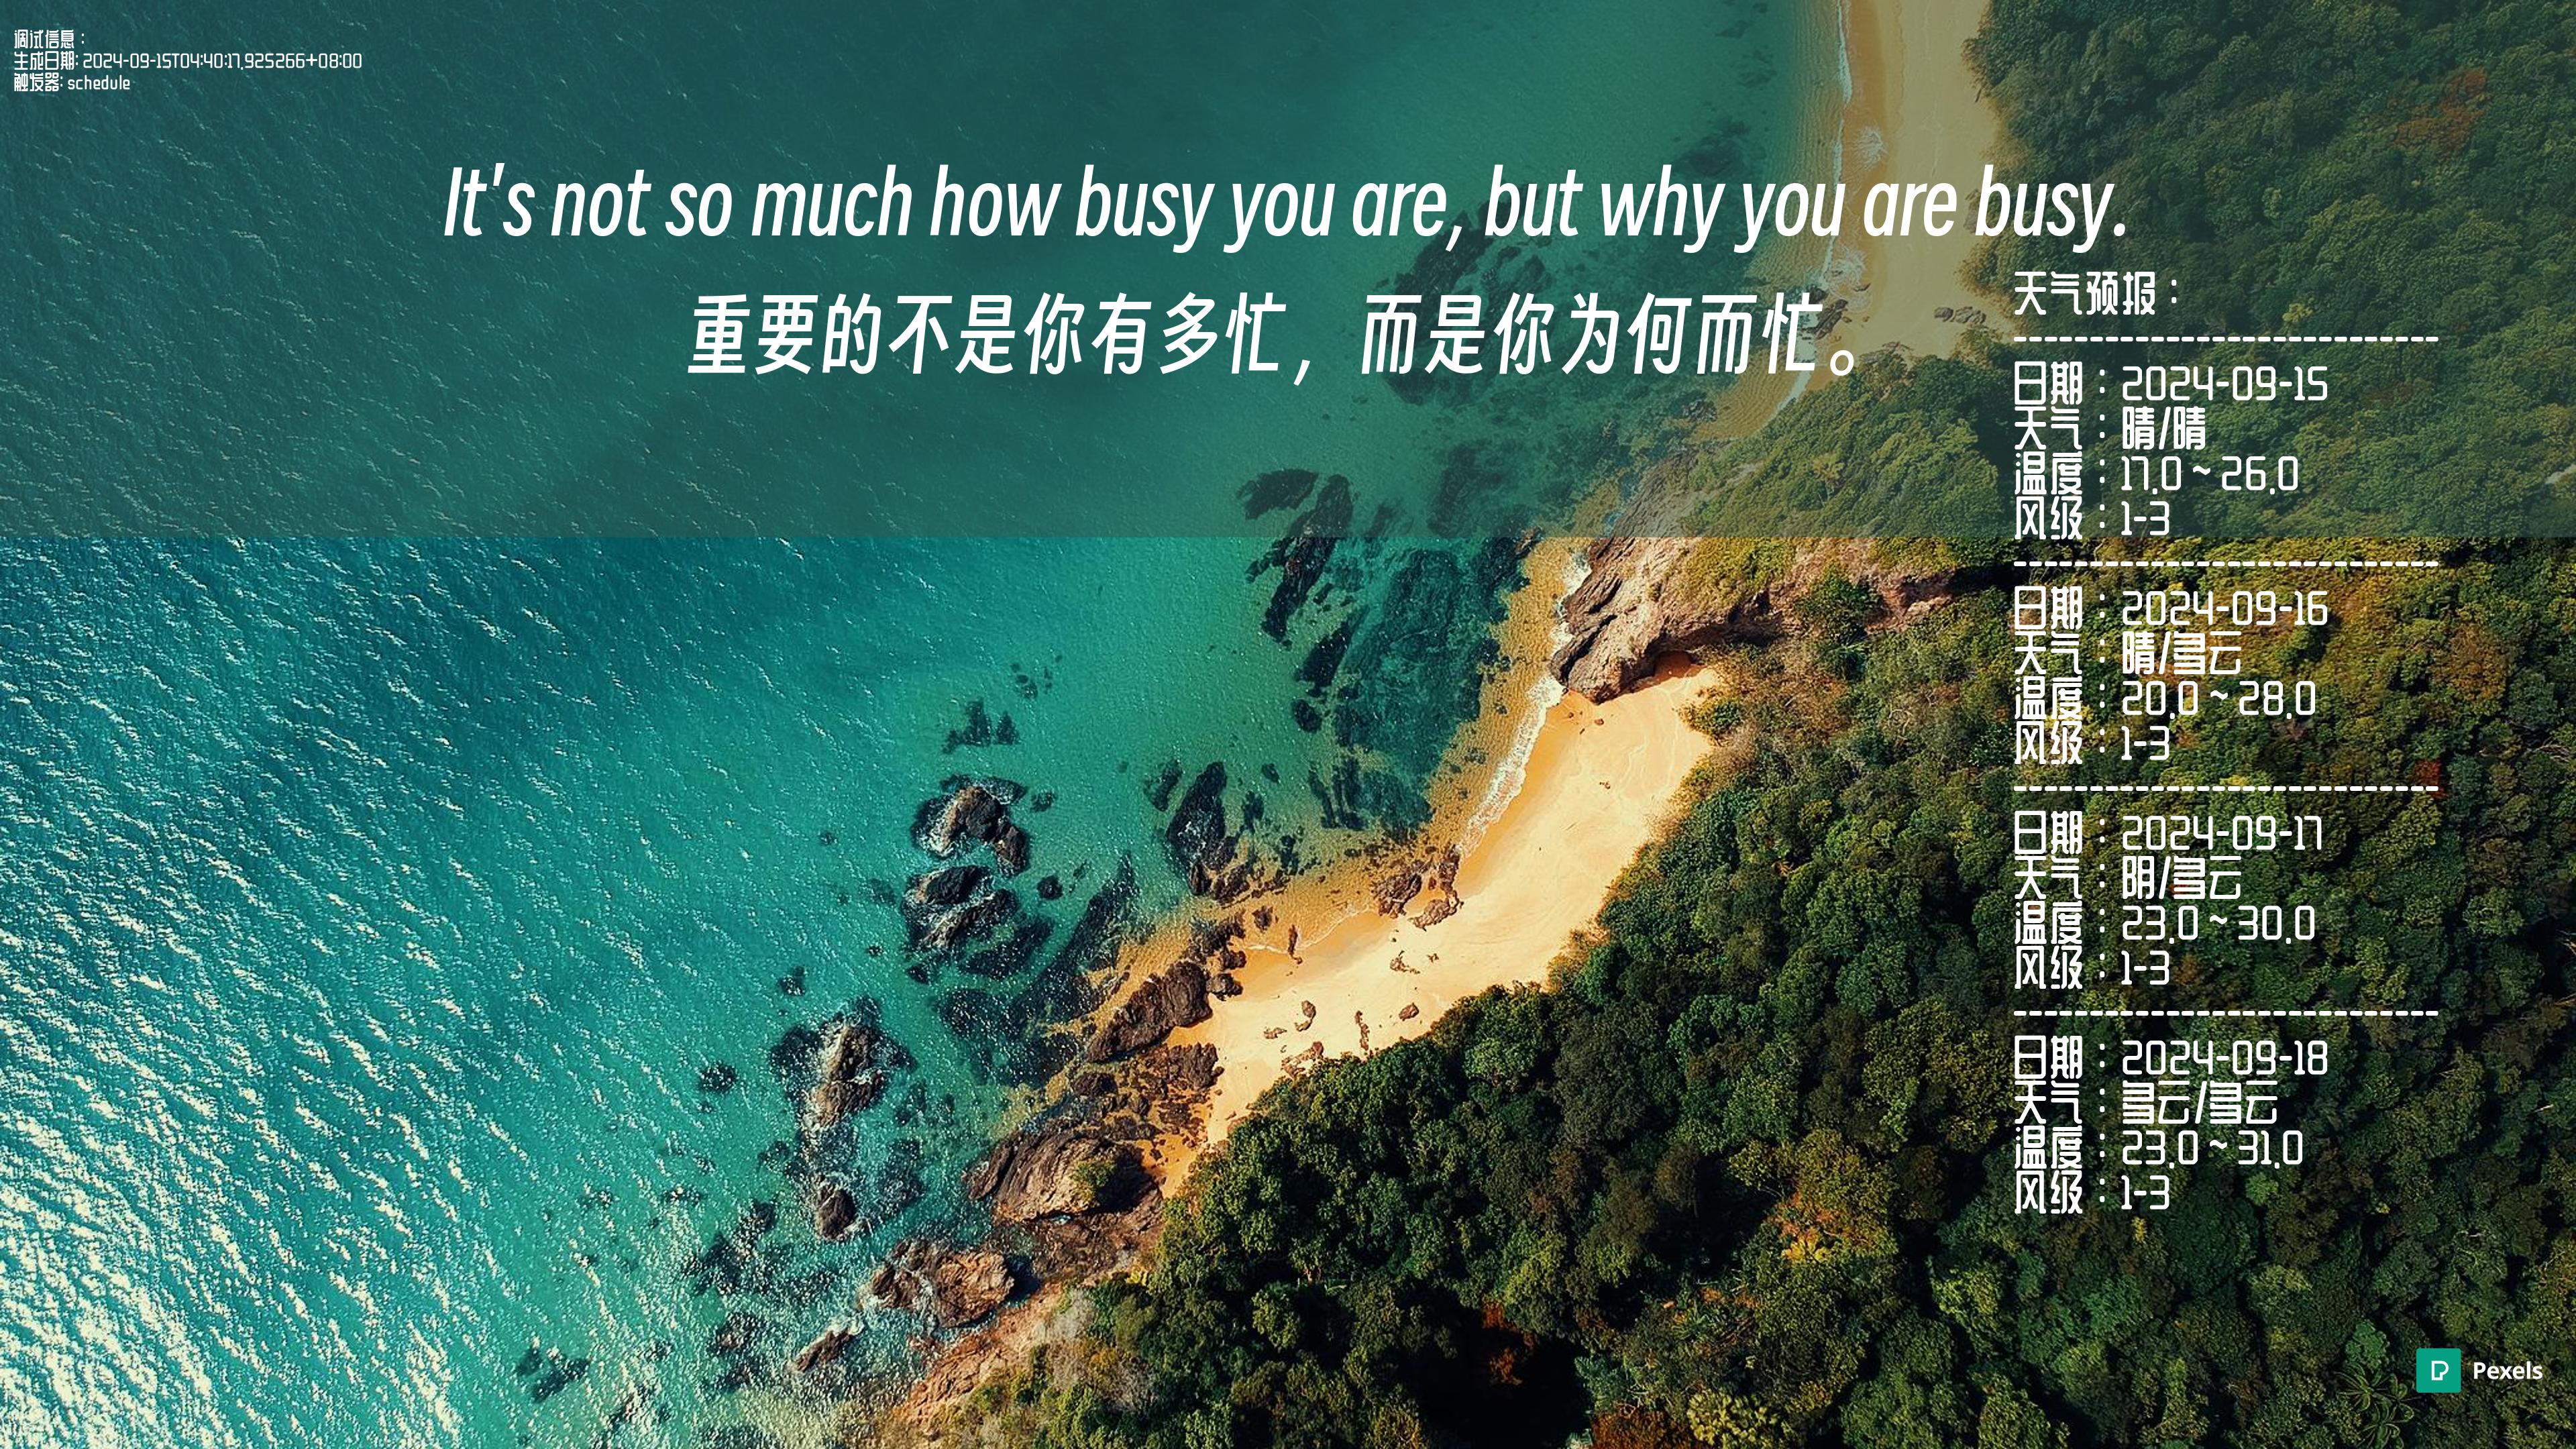 调试信息：
生成日期: 2024-09-15T04:40:17.925266+08:00
触发器: schedule
It's not so much how busy you are, but why you are busy.
重要的不是你有多忙，而是你为何而忙。
天气预报：
----------------------------
日期：2024-09-15
天气：晴/晴
温度：17.0 ~ 26.0
风级：1-3
----------------------------
日期：2024-09-16
天气：晴/多云
温度：20.0 ~ 28.0
风级：1-3
----------------------------
日期：2024-09-17
天气：阴/多云
温度：23.0 ~ 30.0
风级：1-3
----------------------------
日期：2024-09-18
天气：多云/多云
温度：23.0 ~ 31.0
风级：1-3
Pexels